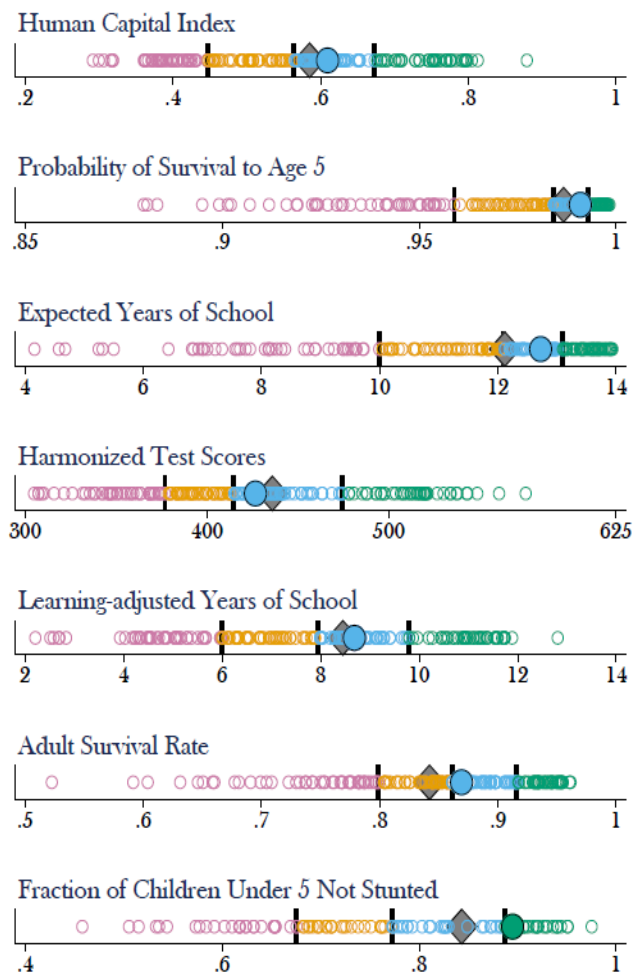 Human Capital Index
.2 .4 .6 .8 1
Probability of Survival to Age 5
.85 .9 .95 1
Expected Years of School
4 6 8 10 12 14
Harmonized Test Scores
300 400 500 625
Learning-adjusted Years of School
2 4 6 8 10 12 14
Adult Survival Rate
.5 .6 .7 .8 .9 1
Fraction of Children Under 5 Not Stunted
.4 .6 .8 1